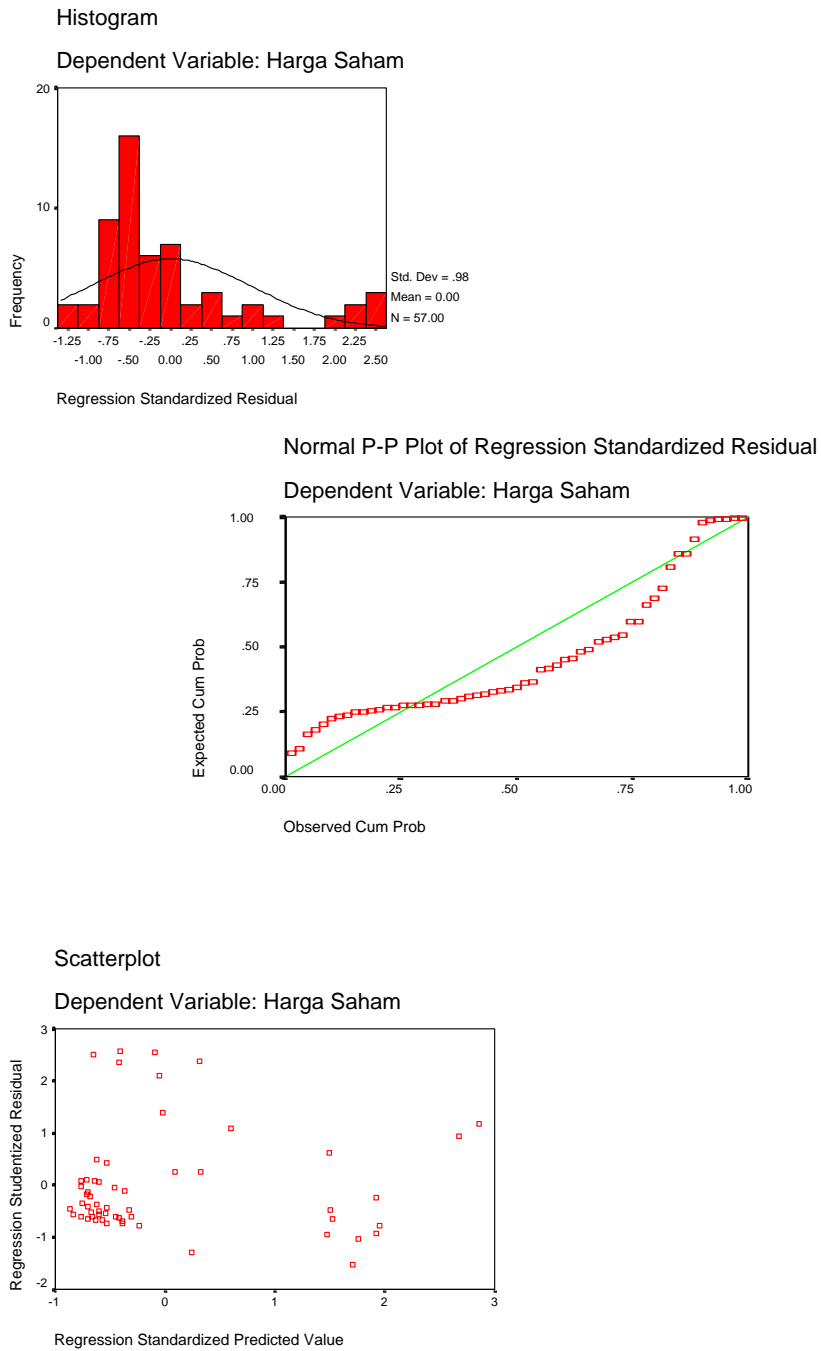 Histogram
Dependent Variable: Harga Saham
Frequency
20
10
0
Std. Dev = .98
Mean = 0.00
N = 57.00
-1.25 -.75 -.25 .25 .75 1.25 1.75 2.25
-1.00 -.50 0.00 .50 1.00 1.50 2.00 2.50
Regression Standardized Residual
Normal P-P Plot of Regression Standardized Residual
Dependent Variable: Harga Saham
Expected Cum Prob
1.00
.75
.50
.25
0.00
0.00 .25 .50 .75 1.00
Observed Cum Prob
Scatterplot
Dependent Variable: Harga Saham
Regression Studentized Residual
3
2
1
0
-1
-2
-1 0 1 2 3
Regression Standardized Predicted Value